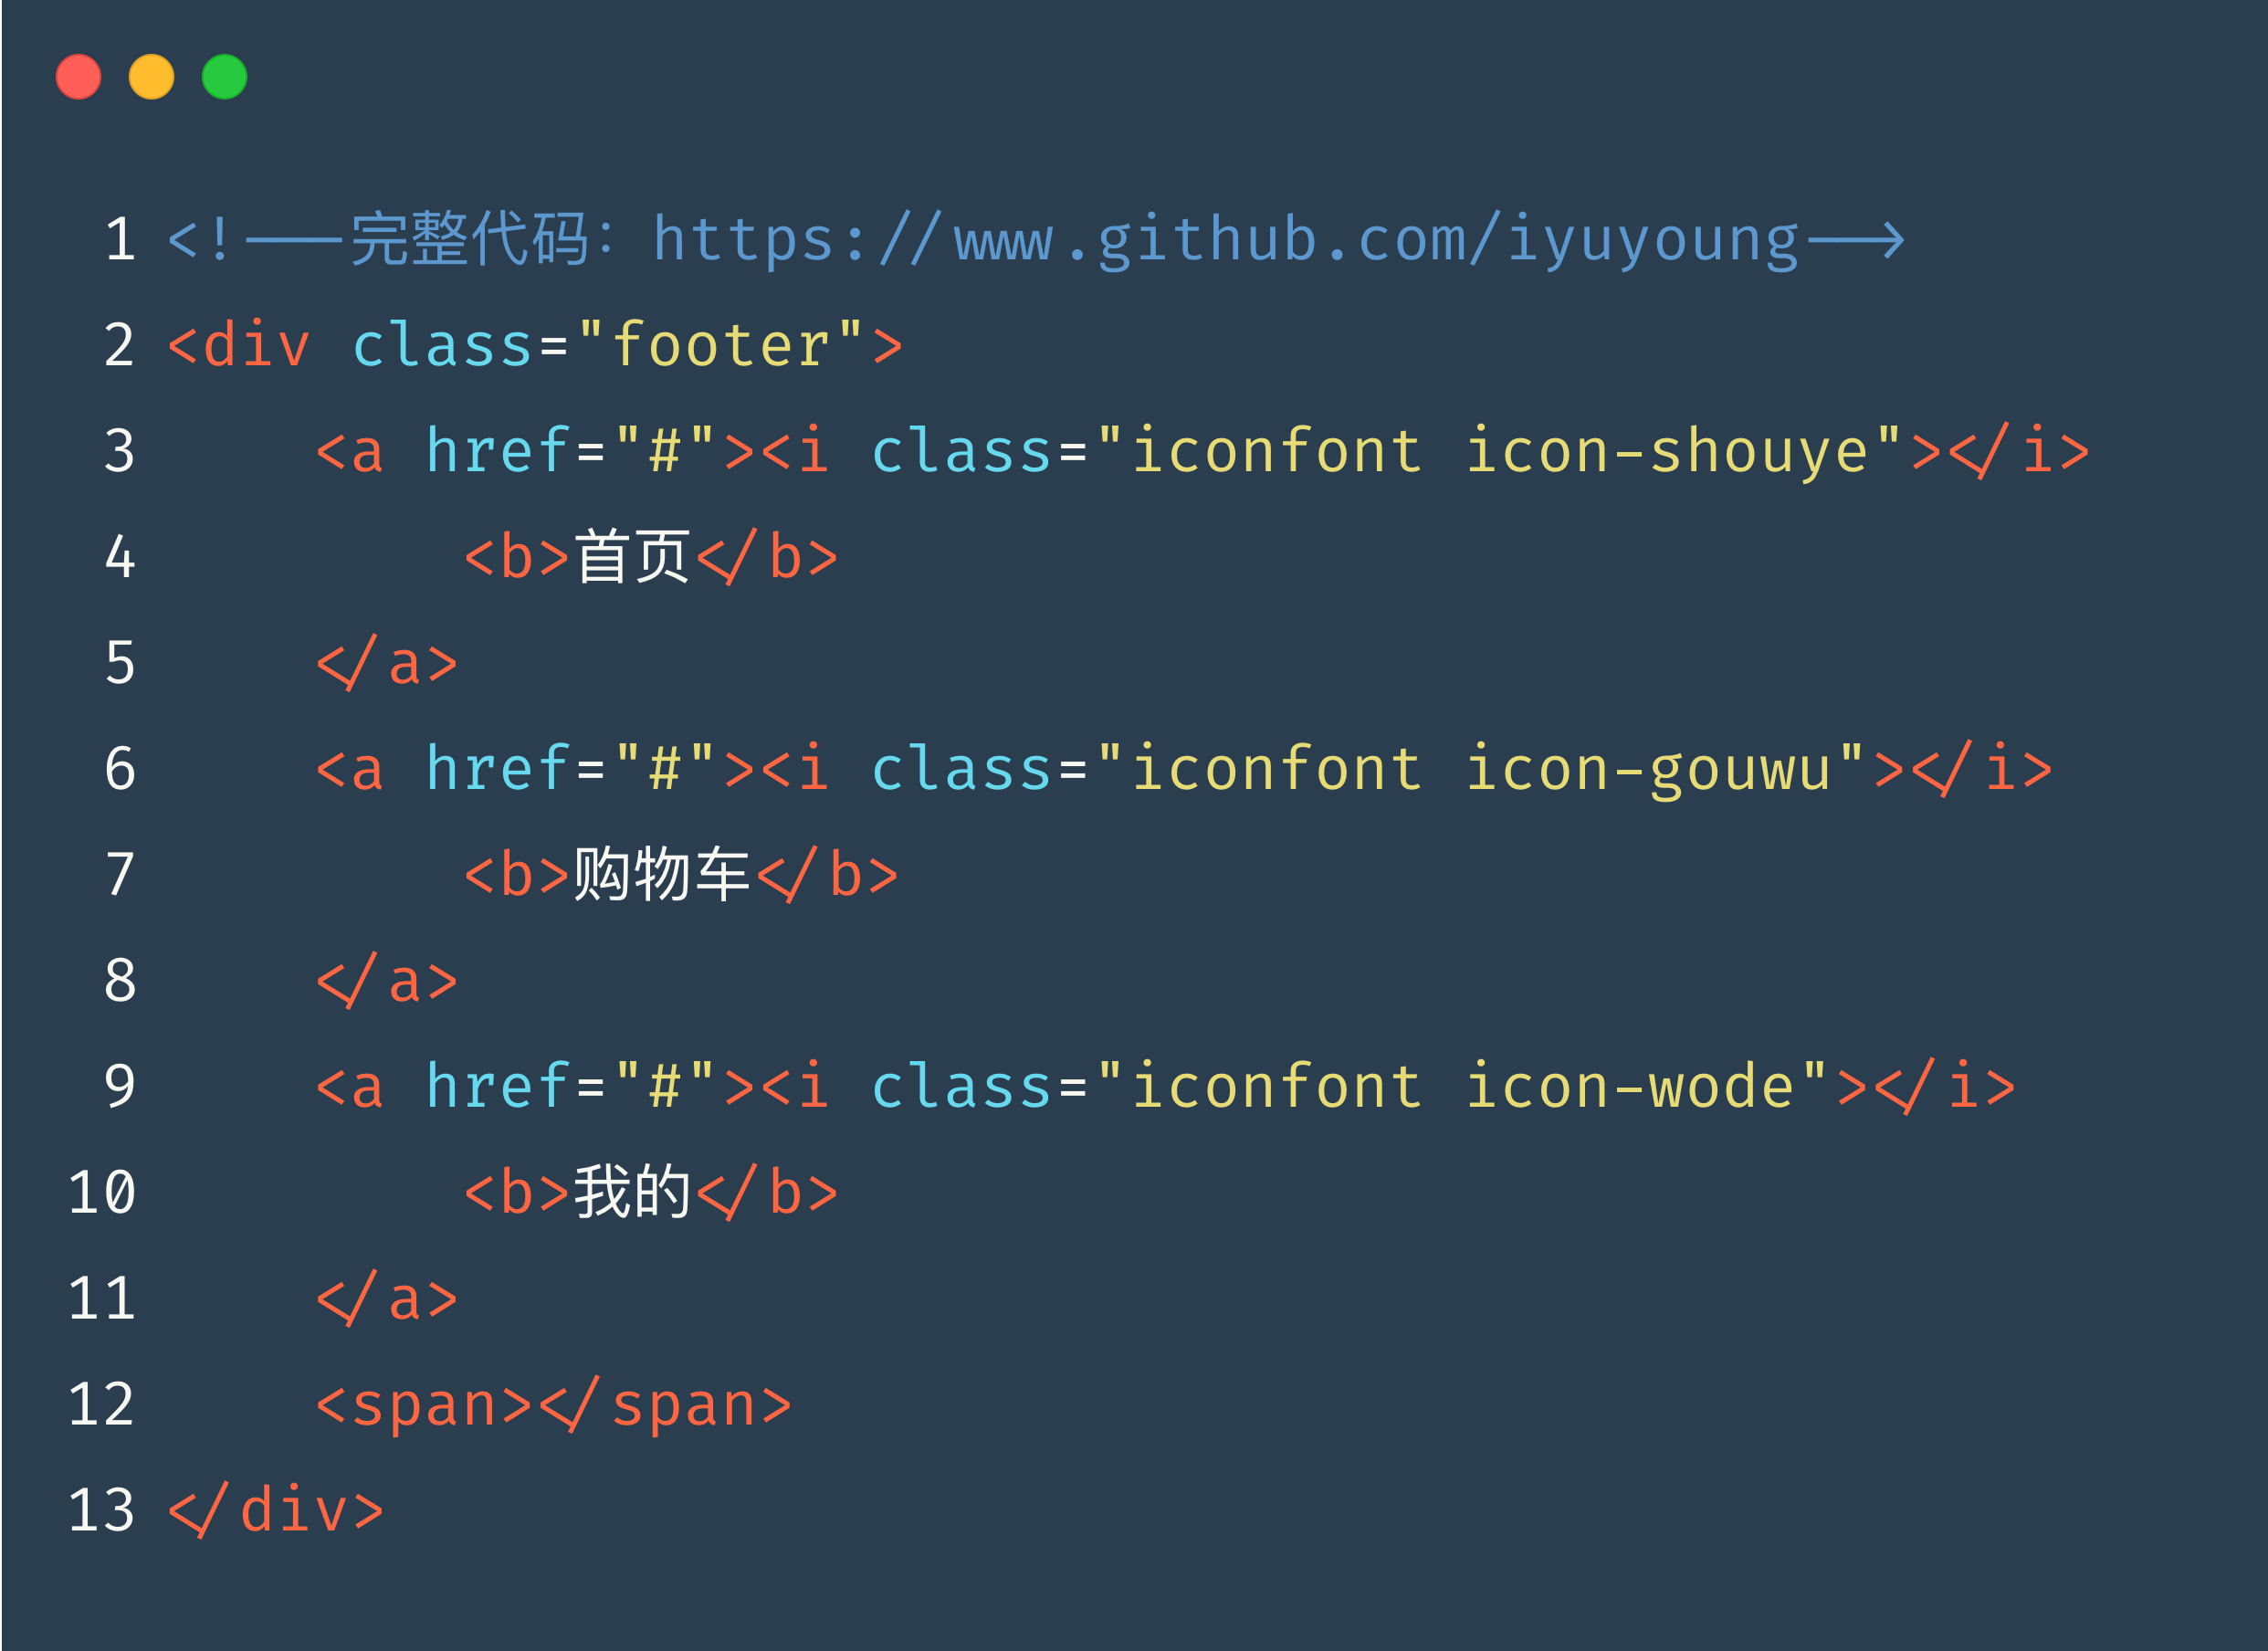 1 <!---完整代码: https://www.github.com/iyuyoung-->
2 <div class="footer">
3     <a href="#"><i class="iconfont icon-shouye"></i>
4         <b>首页</b>
5     </a>
6     <a href="#"><i class="iconfont icon-gouwu"></i>
7         <b>购物车</b>
8     </a>
9     <a href="#"><i class="iconfont icon-wode"></i>
10         <b>我的</b>
11     </a>
12     <span></span>
13 </div>